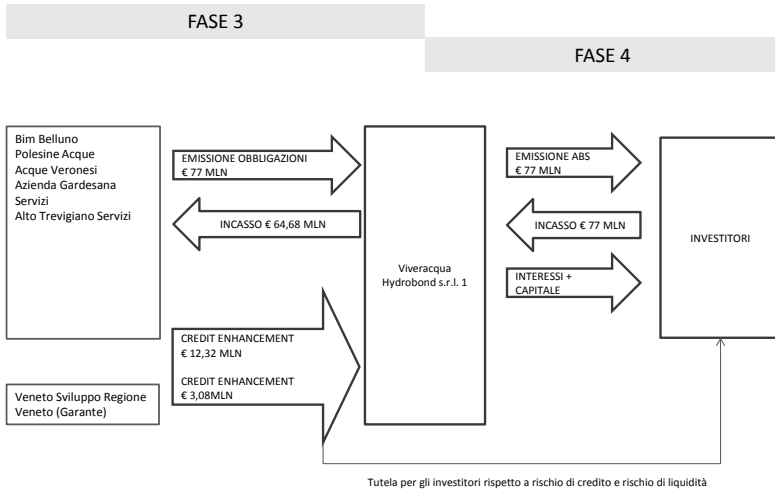 FASE 3
FASE 4
Bim Belluno
Polesine Acque
Acque Veronesi
Azienda Gardesana
Servizi
Alto Trevigiano Servizi
EMISSIONE OBBLIGAZIONI
€ 77 MLN
INCASSO € 64,68 MLN
CREDIT ENHANCEMENT
€ 12,32 MLN
CREDIT ENHANCEMENT
€ 3,08MLN
Veneto Sviluppo Regione
Veneto (Garante)
Viveracqua
Hydrobond s.r.l. 1
EMISSIONE ABS
€ 77 MLN
INCASSO € 77 MLN
INTERESSI +
CAPITALE
INVESTITORI
Tutela per gli investitori rispetto a rischio di credito e rischio di liquidità